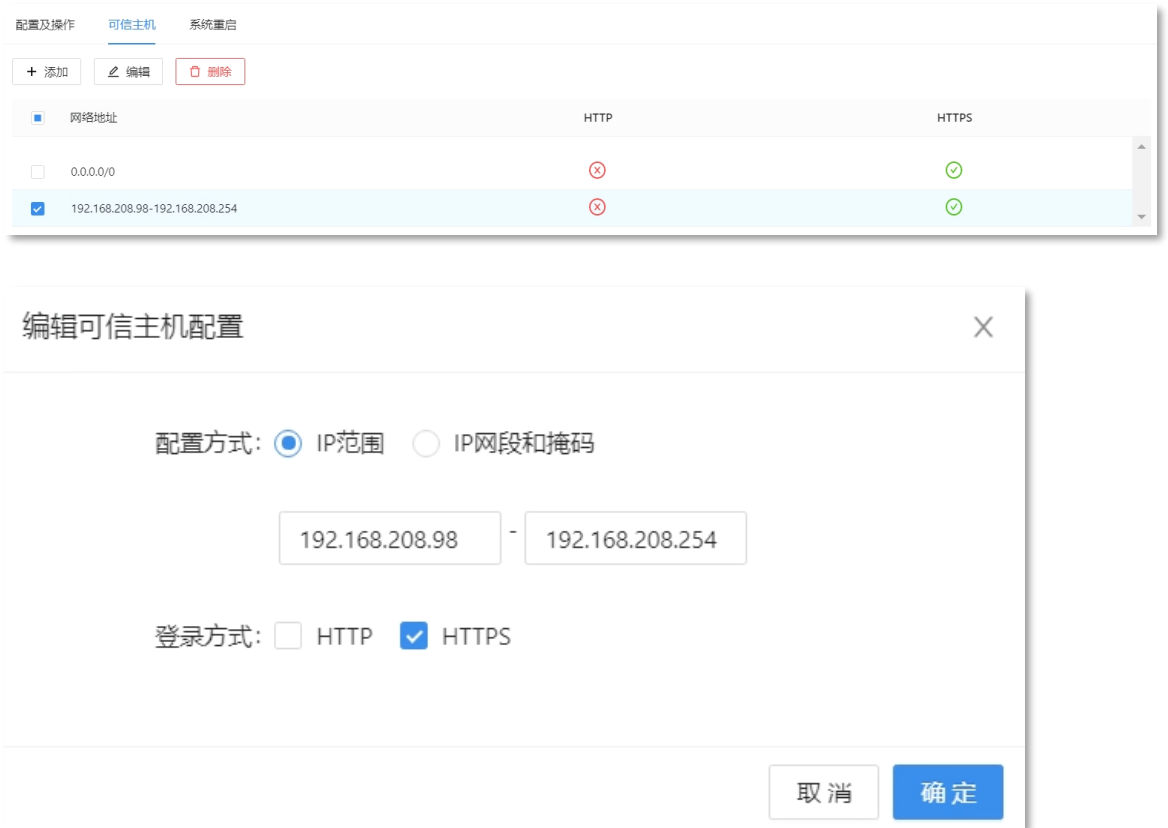 配置及操作 可信主机 系统重启
添加 编辑 删除
网络地址 HTTP HTTPS
0.0.0.0/0
192.168.208.98-192.168.208.254
编辑可信主机配置
配置方式: IP范围 IP网段和掩码
192.168.208.98 - 192.168.208.254
登录方式: HTTP HTTPS
取消 确定